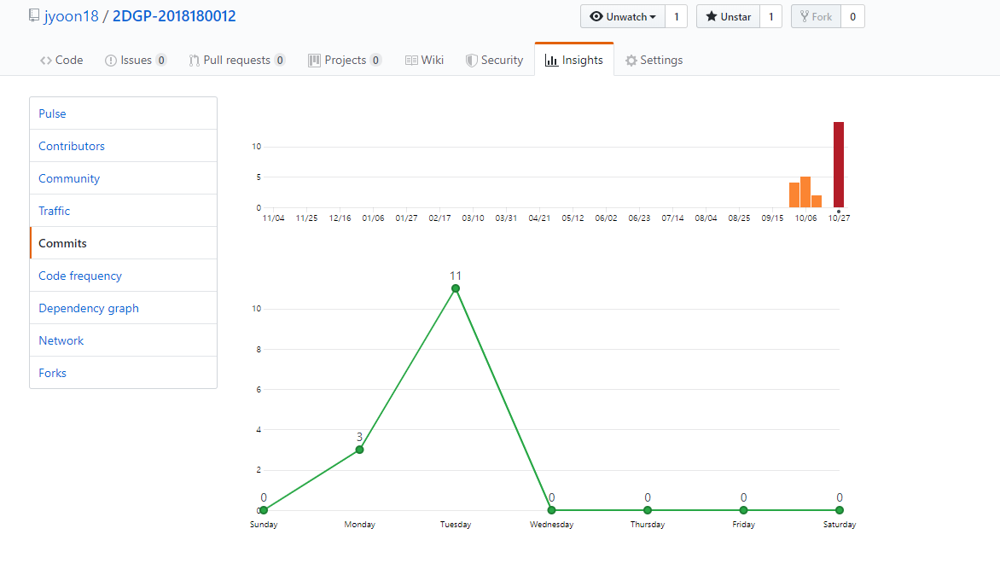 jyoon18 / 2DGP-2018180012
Unwatch 1 Unstar 1 Fork 0
Code Issues 0 Pull requests 0 Projects 0 Wiki Security Insights Settings
Pulse
Contributors
Community
Traffic
Commits
Code frequency
Dependency graph
Network
Forks
10
5
0
11/04 11/25 12/16 01/06 01/27 02/17 03/10 03/31 04/21 05/12 06/02 06/23 07/14 08/04 08/25 09/15 10/06 10/27
11
10
8
6
4
3
2
0 0 0 0 0
0
Sunday Monday Tuesday Wednesday Thursday Friday Saturday